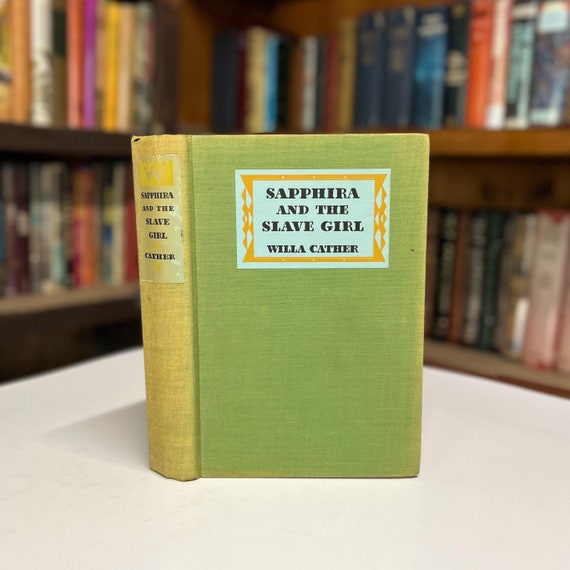 SAPPHIRA
AND THE
SLAVE
GIRL
CATHER
SAPPHIRA
AND THE
SLAVE GIRL
WILLA CATHER